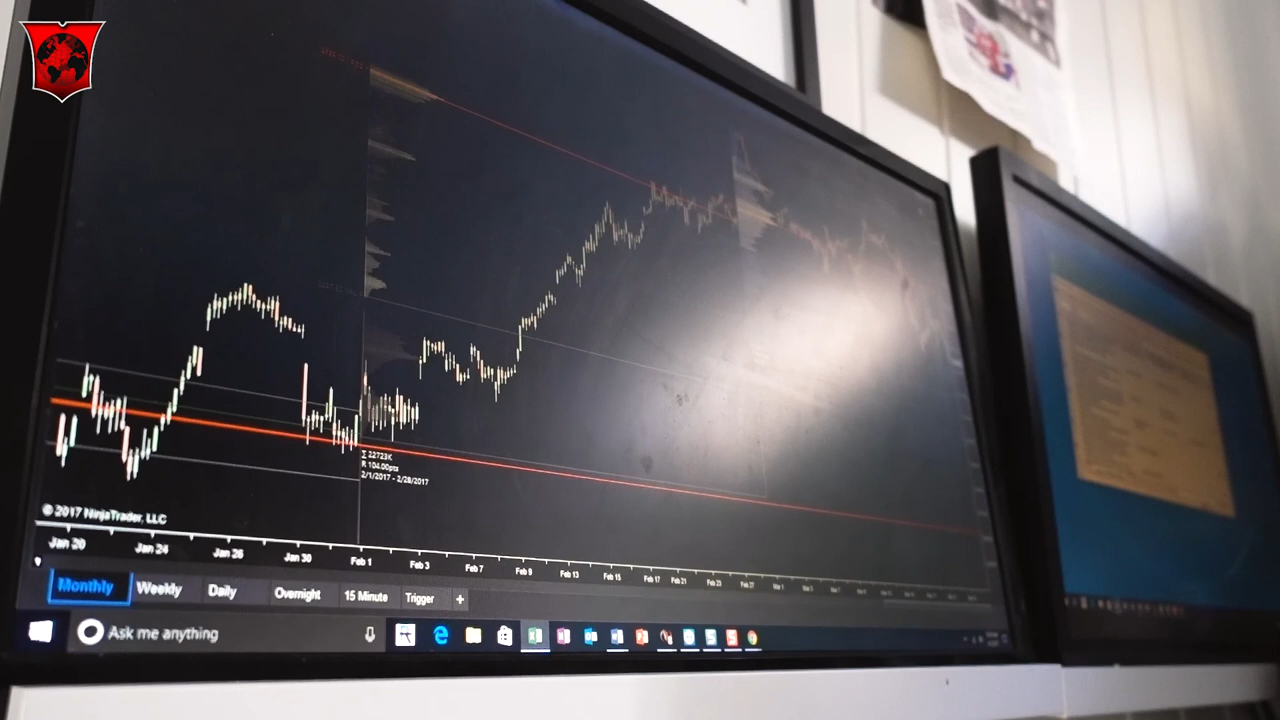 Σ 22723K
R 104.00pts
2/1/2017 - 2/28/2017
© 2017 NinjaTrader, LLC
Jan 20 Jan 24 Jan 26 Jan 30 Feb 1 Feb 3 Feb 7 Feb 9 Feb 13 Feb 15 Feb 17 Feb 21 Feb 23 Feb 27
Monthly Weekly Daily Overnight 15 Minute Trigger +
Ask me anything